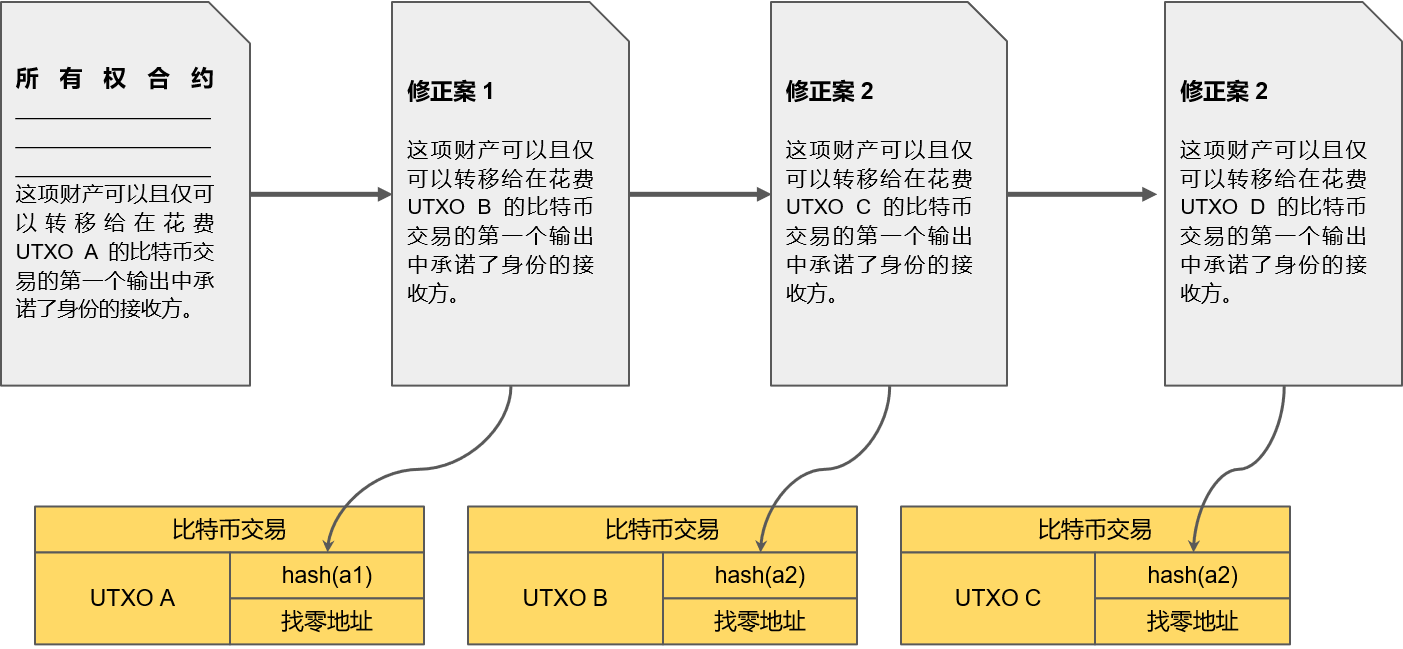 所有权合约
这项财产可以且仅可
以转移给在花费
UTXO A 的比特币交
易的第一个输出中承
诺了身份的接收方。
修正案 1
这项财产可以且仅
可以转移给在花费
UTXO B 的比特币
交易的第一个输出
中承诺了身份的接
收方。
修正案 2
这项财产可以且仅
可以转移给在花费
UTXO C 的比特币
交易的第一个输出
中承诺了身份的接
收方。
修正案 2
这项财产可以且仅
可以转移给在花费
UTXO D 的比特币
交易的第一个输出
中承诺了身份的接
收方。
比特币交易
UTXO A
hash(a1)
找零地址
比特币交易
UTXO B
hash(a2)
找零地址
比特币交易
UTXO C
hash(a2)
找零地址